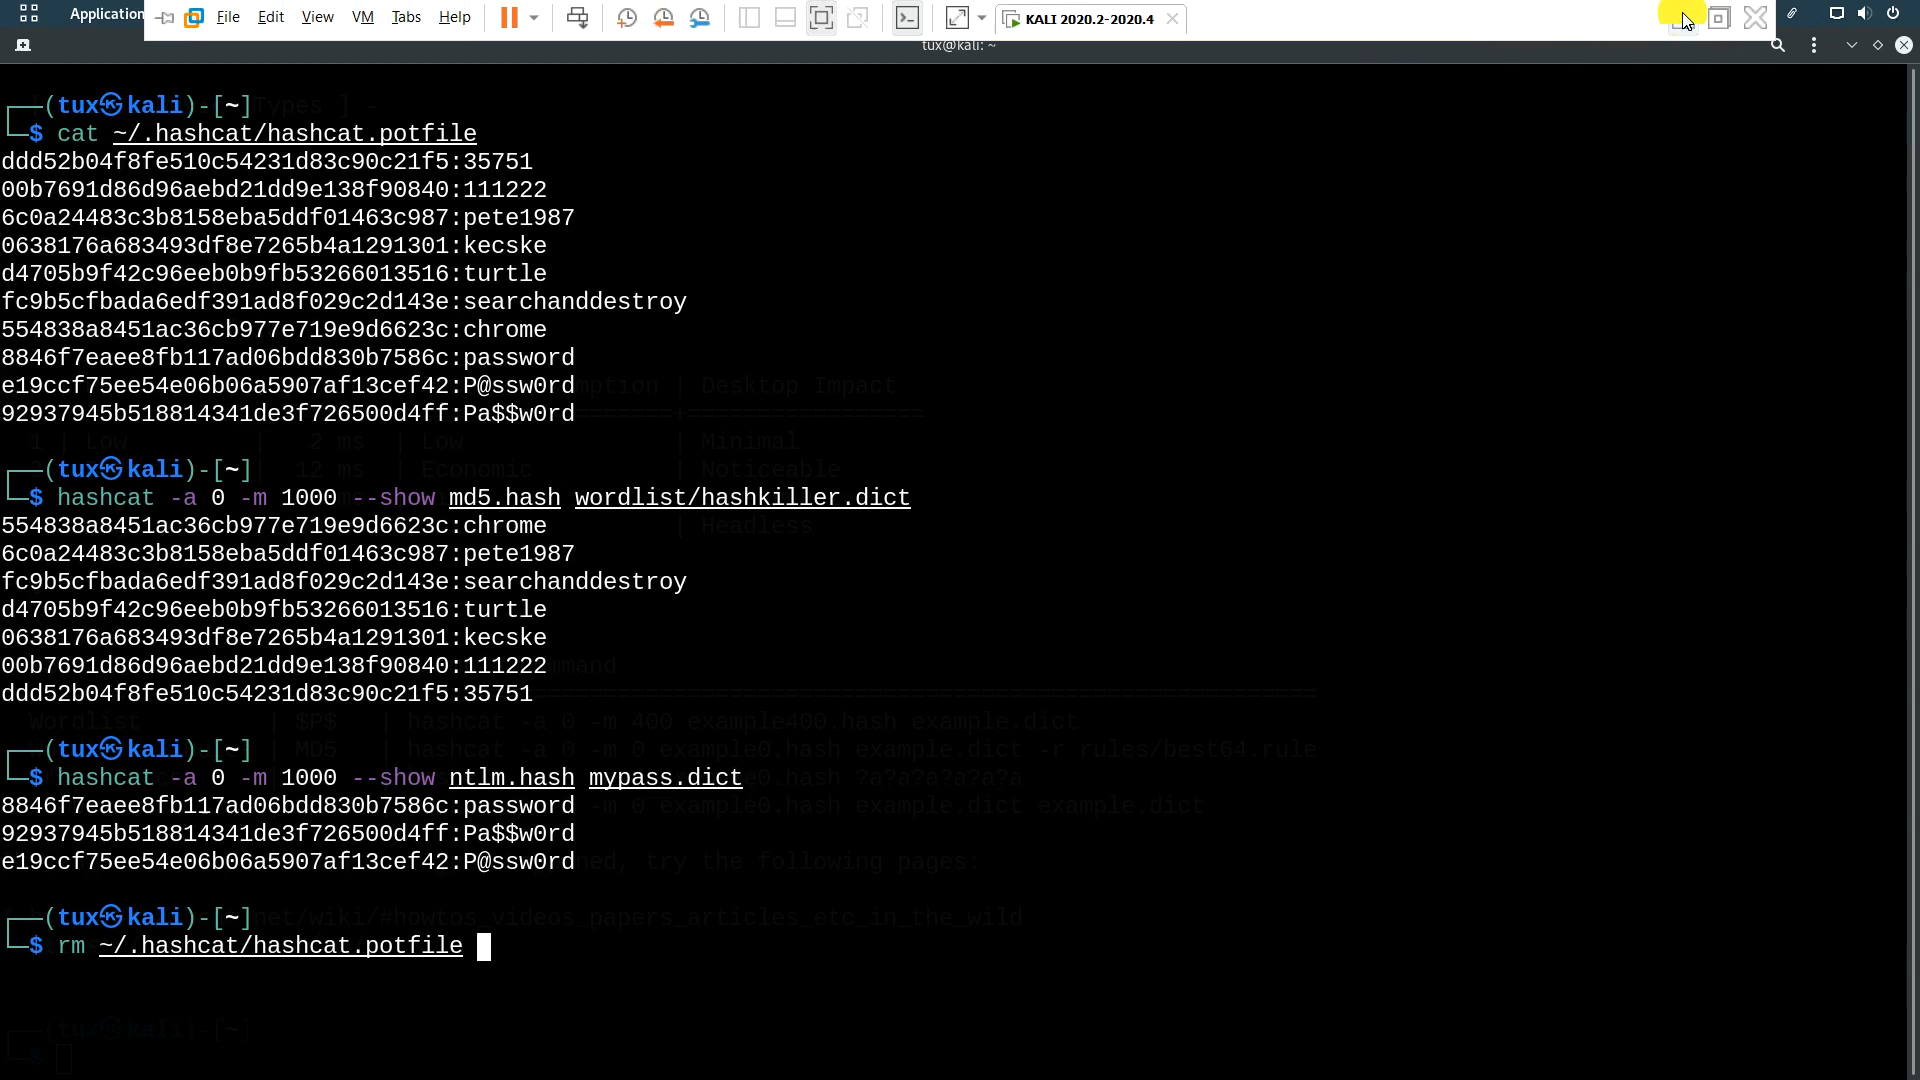 Application
File Edit View VM Tabs Help
KALI 2020.2-2020.4
tux@kali: ~
(tux㉿kali)-[~]
$ cat ~/.hashcat/hashcat.potfile
ddd52b04f8fe510c54231d83c90c21f5:35751
00b7691d86d96aebd21dd9e138f90840:111222
6c0a24483c3b8158eba5ddf01463c987:pete1987
0638176a683493df8e7265b4a1291301:kecske
d4705b9f42c96eeb0b9fb53266013516:turtle
fc9b5cfbada6edf391ad8f029c2d143e:searchanddestroy
554838a8451ac36cb977e719e9d6623c:chrome
8846f7eaee8fb117ad06bdd830b7586c:password
e19ccf75ee54e06b06a5907af13cef42:P@ssw0rd
92937945b518814341de3f726500d4ff:Pa$$w0rd
(tux㉿kali)-[~]
$ hashcat -a 0 -m 1000 --show md5.hash wordlist/hashkiller.dict
554838a8451ac36cb977e719e9d6623c:chrome
6c0a24483c3b8158eba5ddf01463c987:pete1987
fc9b5cfbada6edf391ad8f029c2d143e:searchanddestroy
d4705b9f42c96eeb0b9fb53266013516:turtle
0638176a683493df8e7265b4a1291301:kecske
00b7691d86d96aebd21dd9e138f90840:111222
ddd52b04f8fe510c54231d83c90c21f5:35751
(tux㉿kali)-[~]
$ hashcat -a 0 -m 1000 --show ntlm.hash mypass.dict
8846f7eaee8fb117ad06bdd830b7586c:password
92937945b518814341de3f726500d4ff:Pa$$w0rd
e19ccf75ee54e06b06a5907af13cef42:P@ssw0rd
(tux㉿kali)-[~]
$ rm ~/.hashcat/hashcat.potfile